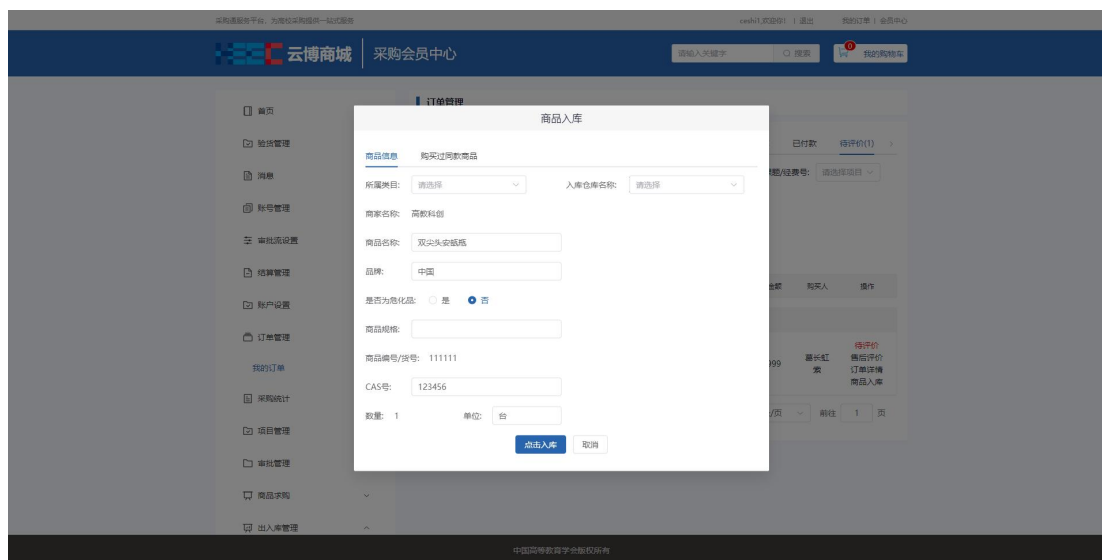 采购通服务平台，为高校采购提供一站式服务
ceshi1,欢迎你! | 退出 我的订单 | 会员中心
云博商城 采购会员中心
请输入关键字 搜索 0 我的购物车
首页
验货管理
消息
账号管理
审批流设置
结算管理
账户设置
订单管理
我的订单
采购统计
项目管理
审批管理
商品求购
出入库管理
订单管理
已付款 待评价(1)
题/经费号: 请选择项目
金额 购买人 操作
999
待评价
售后评价
订单详情
商品入库
/页 前往 1 页
商品入库
商品信息 购买过同款商品
所属类目: 请选择 入库仓库名称: 请选择
商家名称: 高教科创
商品名称: 双尖头安瓿瓶
品牌: 中国
是否为危化品: 是 否
商品规格:
商品编号/货号: 111111
CAS号: 123456
数量: 1 单位: 台
点击入库 取消
中国高等教育学会版权所有